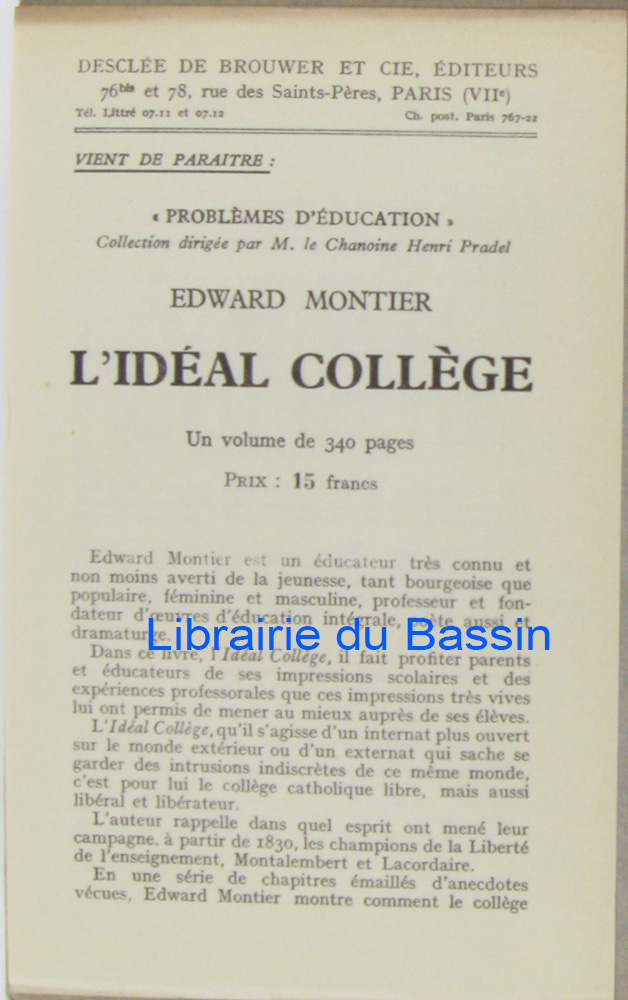 DESCLÉE DE BROUWER ET CIE, ÉDITEURS
76bis et 78, rue des Saints-Pères, PARIS (VIIe)
Tél. Littré 07.11 et 07.12 Ch. post. Paris 767-22
VIENT DE PARAITRE :
« PROBLÈMES D'ÉDUCATION »
Collection dirigée par M. le Chanoine Henri Pradel
EDWARD MONTIER
L'IDÉAL COLLÈGE
Un volume de 340 pages
PRIX : 15 francs
Edward Montier est un éducateur très connu et
non moins averti de la jeunesse, tant bourgeoise que
populaire, féminine et masculine, professeur et fon-
dateur d'œuvres d'éducation intégrale, poète aussi et
dramaturge.
Librairie du Bassin
Dans ce livre, l'Idéal Collège, il fait profiter parents
et éducateurs de ses impressions scolaires et des
expériences professorales que ces impressions très vives
lui ont permis de mener au mieux auprès de ses élèves.
L'Idéal Collège, qu'il s'agisse d'un internat plus ouvert
sur le monde extérieur ou d'un externat qui sache se
garder des intrusions indiscrètes de ce même monde,
c'est pour lui le collège catholique libre, mais aussi
libéral et libérateur.
L'auteur rappelle dans quel esprit ont mené leur
campagne, à partir de 1830, les champions de la Liberté
de l'enseignement, Montalembert et Lacordaire.
En une série de chapitres émaillés d'anecdotes
vécues, Edward Montier montre comment le collège